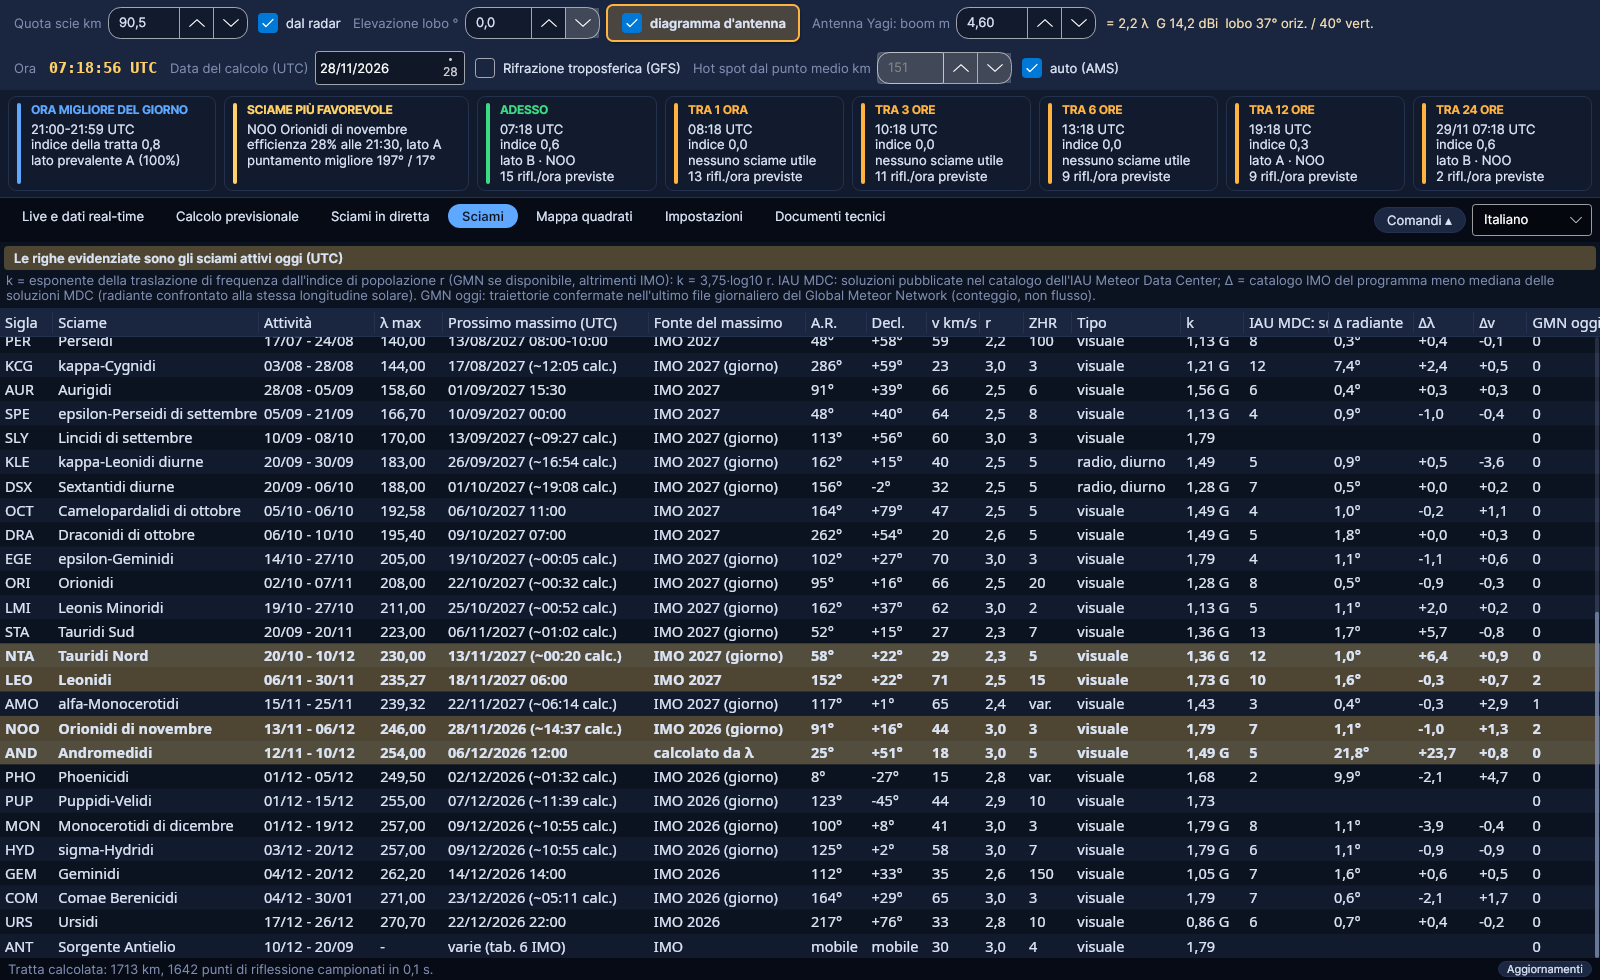 Quota scie km 90,5 dal radar Elevazione lobo ° 0,0 diagramma d'antenna Antenna Yagi: boom m 4,60 = 2,2 λ G 14,2 dBi lobo 37° oriz. / 40° vert.
Ora 07:18:56 UTC Data del calcolo (UTC) 28/11/2026 28 Rifrazione troposferica (GFS) Hot spot dal punto medio km 151 auto (AMS)
ORA MIGLIORE DEL GIORNO
21:00-21:59 UTC
indice della tratta 0,8
lato prevalente A (100%)
SCIAME PIÙ FAVOREVOLE
NOO Orionidi di novembre
efficienza 28% alle 21:30, lato A
puntamento migliore 197° / 17°
ADESSO
07:18 UTC
indice 0,6
lato B · NOO
15 rifl./ora previste
TRA 1 ORA
08:18 UTC
indice 0,0
nessuno sciame utile
13 rifl./ora previste
TRA 3 ORE
10:18 UTC
indice 0,0
nessuno sciame utile
11 rifl./ora previste
TRA 6 ORE
13:18 UTC
indice 0,0
nessuno sciame utile
9 rifl./ora previste
TRA 12 ORE
19:18 UTC
indice 0,3
lato A · NOO
9 rifl./ora previste
TRA 24 ORE
29/11 07:18 UTC
indice 0,6
lato B · NOO
2 rifl./ora previste
Live e dati real-time Calcolo previsionale Sciami in diretta Sciami Mappa quadrati Impostazioni Documenti tecnici Comandi ▴ Italiano
Le righe evidenziate sono gli sciami attivi oggi (UTC)
k = esponente della traslazione di frequenza dall'indice di popolazione r (GMN se disponibile, altrimenti IMO): k = 3,75·log10 r. IAU MDC: soluzioni pubblicate nel catalogo dell'IAU Meteor Data Center; Δ = catalogo IMO del programma meno mediana delle
soluzioni MDC (radiante confrontato alla stessa longitudine solare). GMN oggi: traiettorie confermate nell'ultimo file giornaliero del Global Meteor Network (conteggio, non flusso).
Sigla Sciame Attività λ max Prossimo massimo (UTC) Fonte del massimo A.R. Decl. v km/s r ZHR Tipo k IAU MDC: so Δ radiante Δλ Δv GMN oggi
PER Perseidi 17/07 - 24/08 140,00 13/08/2027 08:00-10:00 IMO 2027 48° +58° 59 2,2 100 visuale 1,13 G 8 0,3° +0,4 -0,1 0
KCG kappa-Cygnidi 03/08 - 28/08 144,00 17/08/2027 (~12:05 calc.) IMO 2027 (giorno) 286° +59° 23 3,0 3 visuale 1,21 G 12 7,4° +2,4 +0,5 0
AUR Aurigidi 28/08 - 05/09 158,60 01/09/2027 15:30 IMO 2027 91° +39° 66 2,5 6 visuale 1,56 G 6 0,4° +0,3 +0,3 0
SPE epsilon-Perseidi di settembre 05/09 - 21/09 166,70 10/09/2027 00:00 IMO 2027 48° +40° 64 2,5 8 visuale 1,13 G 4 0,9° -1,0 -0,4 0
SLY Lincidi di settembre 10/09 - 08/10 170,00 13/09/2027 (~09:27 calc.) IMO 2027 (giorno) 113° +56° 60 3,0 3 visuale 1,79 0
KLE kappa-Leonidi diurne 20/09 - 30/09 183,00 26/09/2027 (~16:54 calc.) IMO 2027 (giorno) 162° +15° 40 2,5 5 radio, diurno 1,49 5 0,9° +0,5 -3,6 0
DSX Sextantidi diurne 20/09 - 06/10 188,00 01/10/2027 (~19:08 calc.) IMO 2027 (giorno) 156° -2° 32 2,5 5 radio, diurno 1,28 G 7 0,5° +0,0 +0,2 0
OCT Camelopardalidi di ottobre 05/10 - 06/10 192,58 06/10/2027 11:00 IMO 2027 164° +79° 47 2,5 5 visuale 1,49 G 4 1,0° -0,2 +1,1 0
DRA Draconidi di ottobre 06/10 - 10/10 195,40 09/10/2027 07:00 IMO 2027 262° +54° 20 2,6 5 visuale 1,49 G 5 1,8° +0,0 +0,3 0
EGE epsilon-Geminidi 14/10 - 27/10 205,00 19/10/2027 (~00:05 calc.) IMO 2027 (giorno) 102° +27° 70 3,0 3 visuale 1,79 4 1,1° -1,1 +0,6 0
ORI Orionidi 02/10 - 07/11 208,00 22/10/2027 (~00:32 calc.) IMO 2027 (giorno) 95° +16° 66 2,5 20 visuale 1,28 G 8 0,5° -0,9 -0,3 0
LMI Leonis Minoridi 19/10 - 27/10 211,00 25/10/2027 (~00:52 calc.) IMO 2027 (giorno) 162° +37° 62 3,0 2 visuale 1,13 G 5 1,1° +2,0 +0,2 0
STA Tauridi Sud 20/09 - 20/11 223,00 06/11/2027 (~01:02 calc.) IMO 2027 (giorno) 52° +15° 27 2,3 7 visuale 1,36 G 13 1,7° +5,7 -0,8 0
NTA Tauridi Nord 20/10 - 10/12 230,00 13/11/2027 (~00:20 calc.) IMO 2027 (giorno) 58° +22° 29 2,3 5 visuale 1,36 G 12 1,0° +6,4 +0,9 0
LEO Leonidi 06/11 - 30/11 235,27 18/11/2027 06:00 IMO 2027 152° +22° 71 2,5 15 visuale 1,73 G 10 1,6° -0,3 +0,7 2
AMO alfa-Monocerotidi 15/11 - 25/11 239,32 22/11/2027 (~06:14 calc.) IMO 2027 (giorno) 117° +1° 65 2,4 var. visuale 1,43 3 0,4° -0,3 +2,9 1
NOO Orionidi di novembre 13/11 - 06/12 246,00 28/11/2026 (~14:37 calc.) IMO 2026 (giorno) 91° +16° 44 3,0 3 visuale 1,79 7 1,1° -1,0 +1,3 2
AND Andromedidi 12/11 - 10/12 254,00 06/12/2026 12:00 calcolato da λ 25° +51° 18 3,0 5 visuale 1,49 G 5 21,8° +23,7 +0,8 0
PHO Phoenicidi 01/12 - 05/12 249,50 02/12/2026 (~01:32 calc.) IMO 2026 (giorno) 8° -27° 15 2,8 var. visuale 1,68 2 9,9° -2,1 +4,7 0
PUP Puppidi-Velidi 01/12 - 15/12 255,00 07/12/2026 (~11:39 calc.) IMO 2026 (giorno) 123° -45° 44 2,9 10 visuale 1,73 0
MON Monocerotidi di dicembre 01/12 - 19/12 257,00 09/12/2026 (~10:55 calc.) IMO 2026 (giorno) 100° +8° 41 3,0 3 visuale 1,79 G 8 1,1° -3,9 -0,4 0
HYD sigma-Hydridi 03/12 - 20/12 257,00 09/12/2026 (~10:55 calc.) IMO 2026 (giorno) 125° +2° 58 3,0 7 visuale 1,79 G 6 1,1° -0,9 -0,9 0
GEM Geminidi 04/12 - 20/12 262,20 14/12/2026 14:00 IMO 2026 112° +33° 35 2,6 150 visuale 1,05 G 7 1,6° +0,6 +0,5 0
COM Comae Berenicidi 04/12 - 30/01 271,00 23/12/2026 (~05:11 calc.) IMO 2026 (giorno) 164° +29° 65 3,0 3 visuale 1,79 7 0,6° -2,1 +1,7 0
URS Ursidi 17/12 - 26/12 270,70 22/12/2026 22:00 IMO 2026 217° +76° 33 2,8 10 visuale 0,86 G 6 0,7° +0,4 -0,2 0
ANT Sorgente Antielio 10/12 - 20/09 - varie (tab. 6 IMO) IMO mobile mobile 30 3,0 4 visuale 1,79 0
Tratta calcolata: 1713 km, 1642 punti di riflessione campionati in 0,1 s. Aggiornamenti